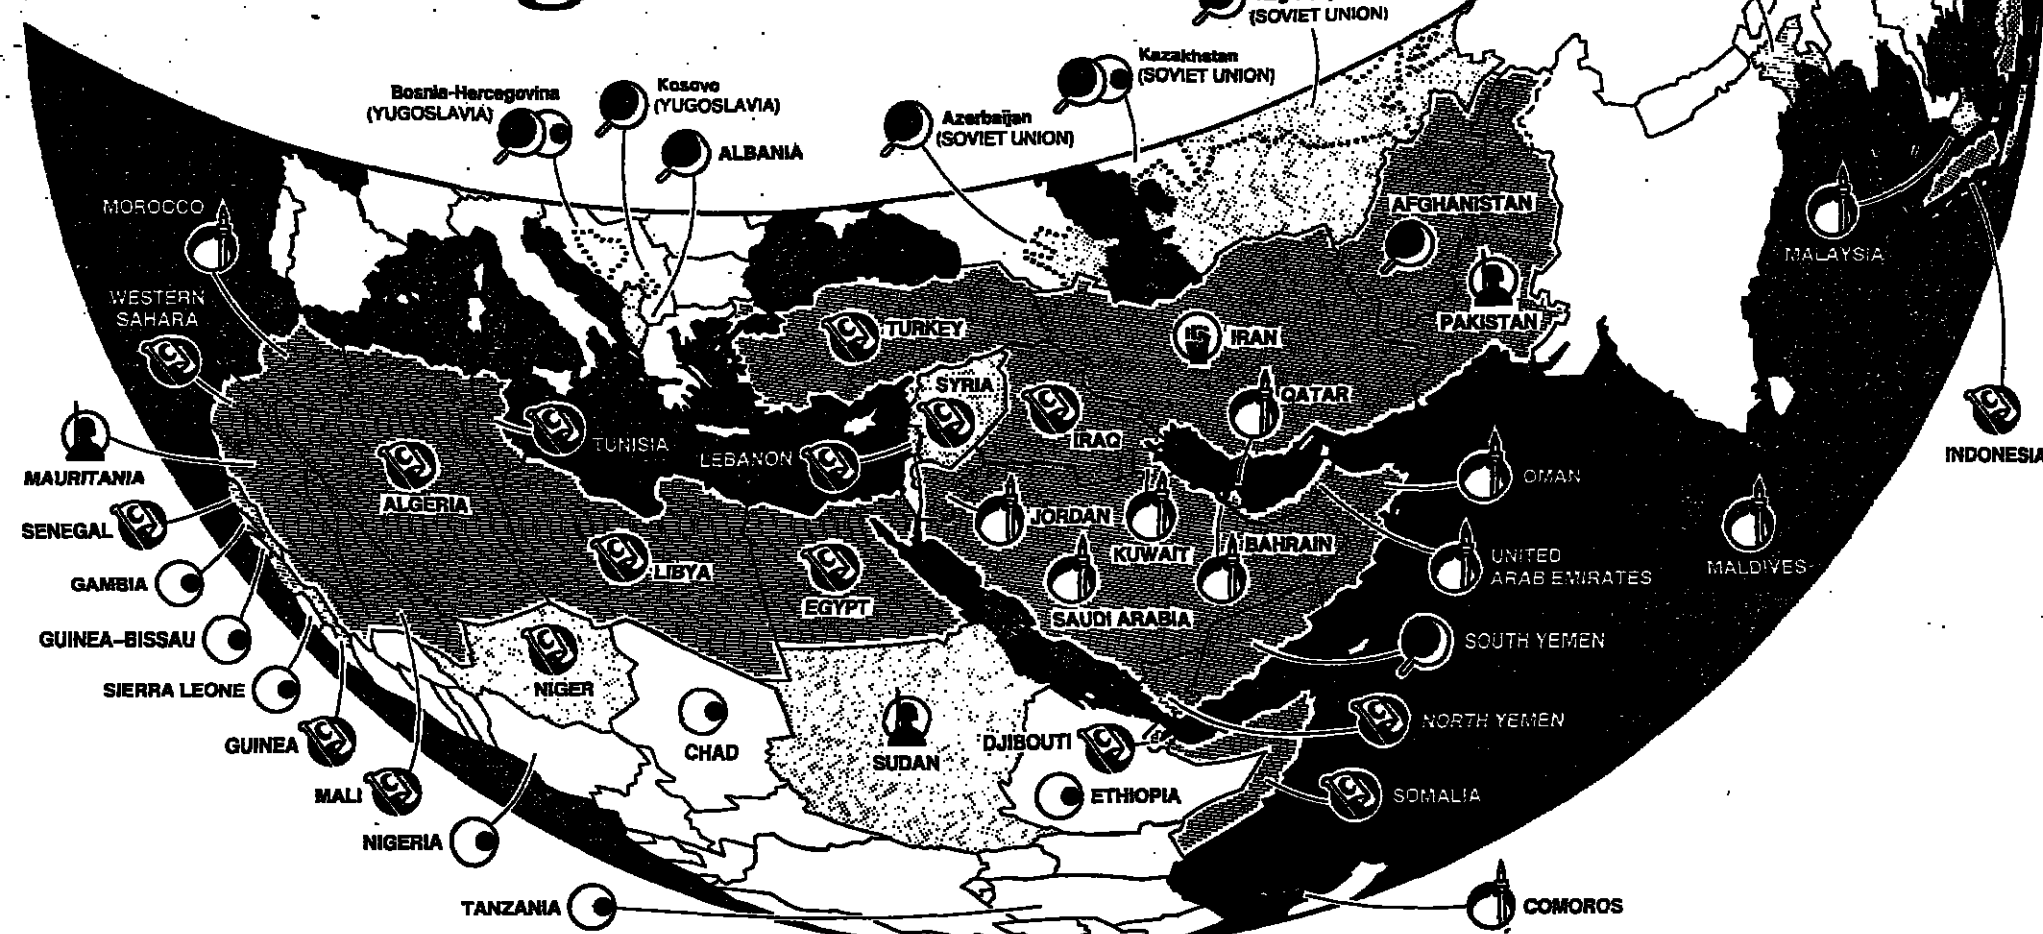 (SOVIET UNION)
Kazakhstan
(SOVIET UNION)
Bosnia-Hercegovina
(YUGOSLAVIA)
Kosovo
(YUGOSLAVIA)
ALBANIA
Azerbaijan
(SOVIET UNION)
MOROCCO
AFGHANISTAN
MALAYSIA
WESTERN
SAHARA
TURKEY
IRAN
PAKISTAN
SYRIA
QATAR
IRAQ
TUNISIA
LEBANON
INDONESIA
MAURITANIA
ALGERIA
OMAN
SENEGAL
JORDAN
KUWAIT
BAHRAIN
UNITED
ARAB EMIRATES
MALDIVES
GAMBIA
LIBYA
EGYPT
SAUDI ARABIA
GUINEA-BISSAU
SOUTH YEMEN
SIERRA LEONE
NIGER
NORTH YEMEN
GUINEA
CHAD
SUDAN
DJIBOUTI
MALI
ETHIOPIA
SOMALIA
NIGERIA
TANZANIA
COMOROS